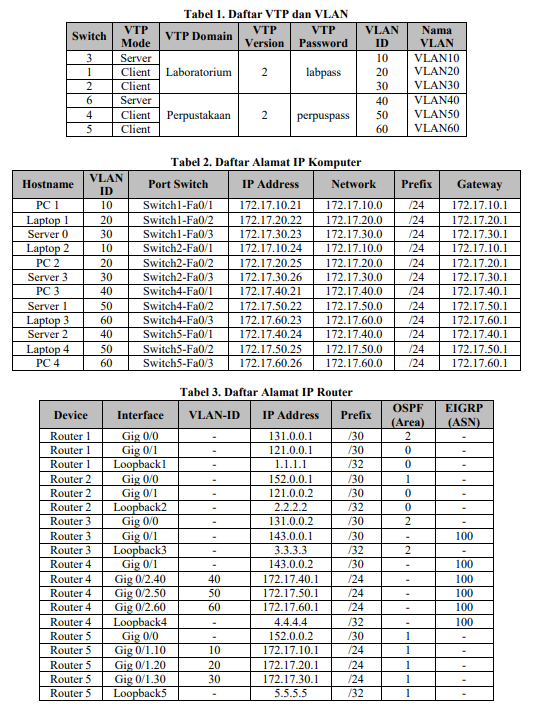 Tabel 1. Daftar VTP dan VLAN
Switch VTP Mode VTP Domain VTP Version VTP Password VLAN ID Nama VLAN
3 Server Laboratorium 2 labpass 10 VLAN10
1 Client 20 VLAN20
2 Client 30 VLAN30
6 Server Perpustakaan 2 perpuspass 40 VLAN40
4 Client 50 VLAN50
5 Client 60 VLAN60
Tabel 2. Daftar Alamat IP Komputer
Hostname VLAN ID Port Switch IP Address Network Prefix Gateway
PC 1 10 Switch1-Fa0/1 172.17.10.21 172.17.10.0 /24 172.17.10.1
Laptop 1 20 Switch1-Fa0/2 172.17.20.22 172.17.20.0 /24 172.17.20.1
Server 0 30 Switch1-Fa0/3 172.17.30.23 172.17.30.0 /24 172.17.30.1
Laptop 2 10 Switch2-Fa0/1 172.17.10.24 172.17.10.0 /24 172.17.10.1
PC 2 20 Switch2-Fa0/2 172.17.20.25 172.17.20.0 /24 172.17.20.1
Server 3 30 Switch2-Fa0/3 172.17.30.26 172.17.30.0 /24 172.17.30.1
PC 3 40 Switch4-Fa0/1 172.17.40.21 172.17.40.0 /24 172.17.40.1
Server 1 50 Switch4-Fa0/2 172.17.50.22 172.17.50.0 /24 172.17.50.1
Laptop 3 60 Switch4-Fa0/3 172.17.60.23 172.17.60.0 /24 172.17.60.1
Server 2 40 Switch5-Fa0/1 172.17.40.24 172.17.40.0 /24 172.17.40.1
Laptop 4 50 Switch5-Fa0/2 172.17.50.25 172.17.50.0 /24 172.17.50.1
PC 4 60 Switch5-Fa0/3 172.17.60.26 172.17.60.0 /24 172.17.60.1
Tabel 3. Daftar Alamat IP Router
Device Interface VLAN-ID IP Address Prefix OSPF (Area) EIGRP (ASN)
Router 1 Gig 0/0 - 131.0.0.1 /30 2 -
Router 1 Gig 0/1 - 121.0.0.1 /30 0 -
Router 1 Loopback1 - 1.1.1.1 /32 0 -
Router 2 Gig 0/0 - 152.0.0.1 /30 1 -
Router 2 Gig 0/1 - 121.0.0.2 /30 0 -
Router 2 Loopback2 - 2.2.2.2 /32 0 -
Router 3 Gig 0/0 - 131.0.0.2 /30 2 -
Router 3 Gig 0/1 - 143.0.0.1 /30 - 100
Router 3 Loopback3 - 3.3.3.3 /32 2 -
Router 4 Gig 0/1 - 143.0.0.2 /30 - 100
Router 4 Gig 0/2.40 40 172.17.40.1 /24 - 100
Router 4 Gig 0/2.50 50 172.17.50.1 /24 - 100
Router 4 Gig 0/2.60 60 172.17.60.1 /24 - 100
Router 4 Loopback4 - 4.4.4.4 /32 - 100
Router 5 Gig 0/0 - 152.0.0.2 /30 1 -
Router 5 Gig 0/1.10 10 172.17.10.1 /24 1 -
Router 5 Gig 0/1.20 20 172.17.20.1 /24 1 -
Router 5 Gig 0/1.30 30 172.17.30.1 /24 1 -
Router 5 Loopback5 - 5.5.5.5 /32 1 -